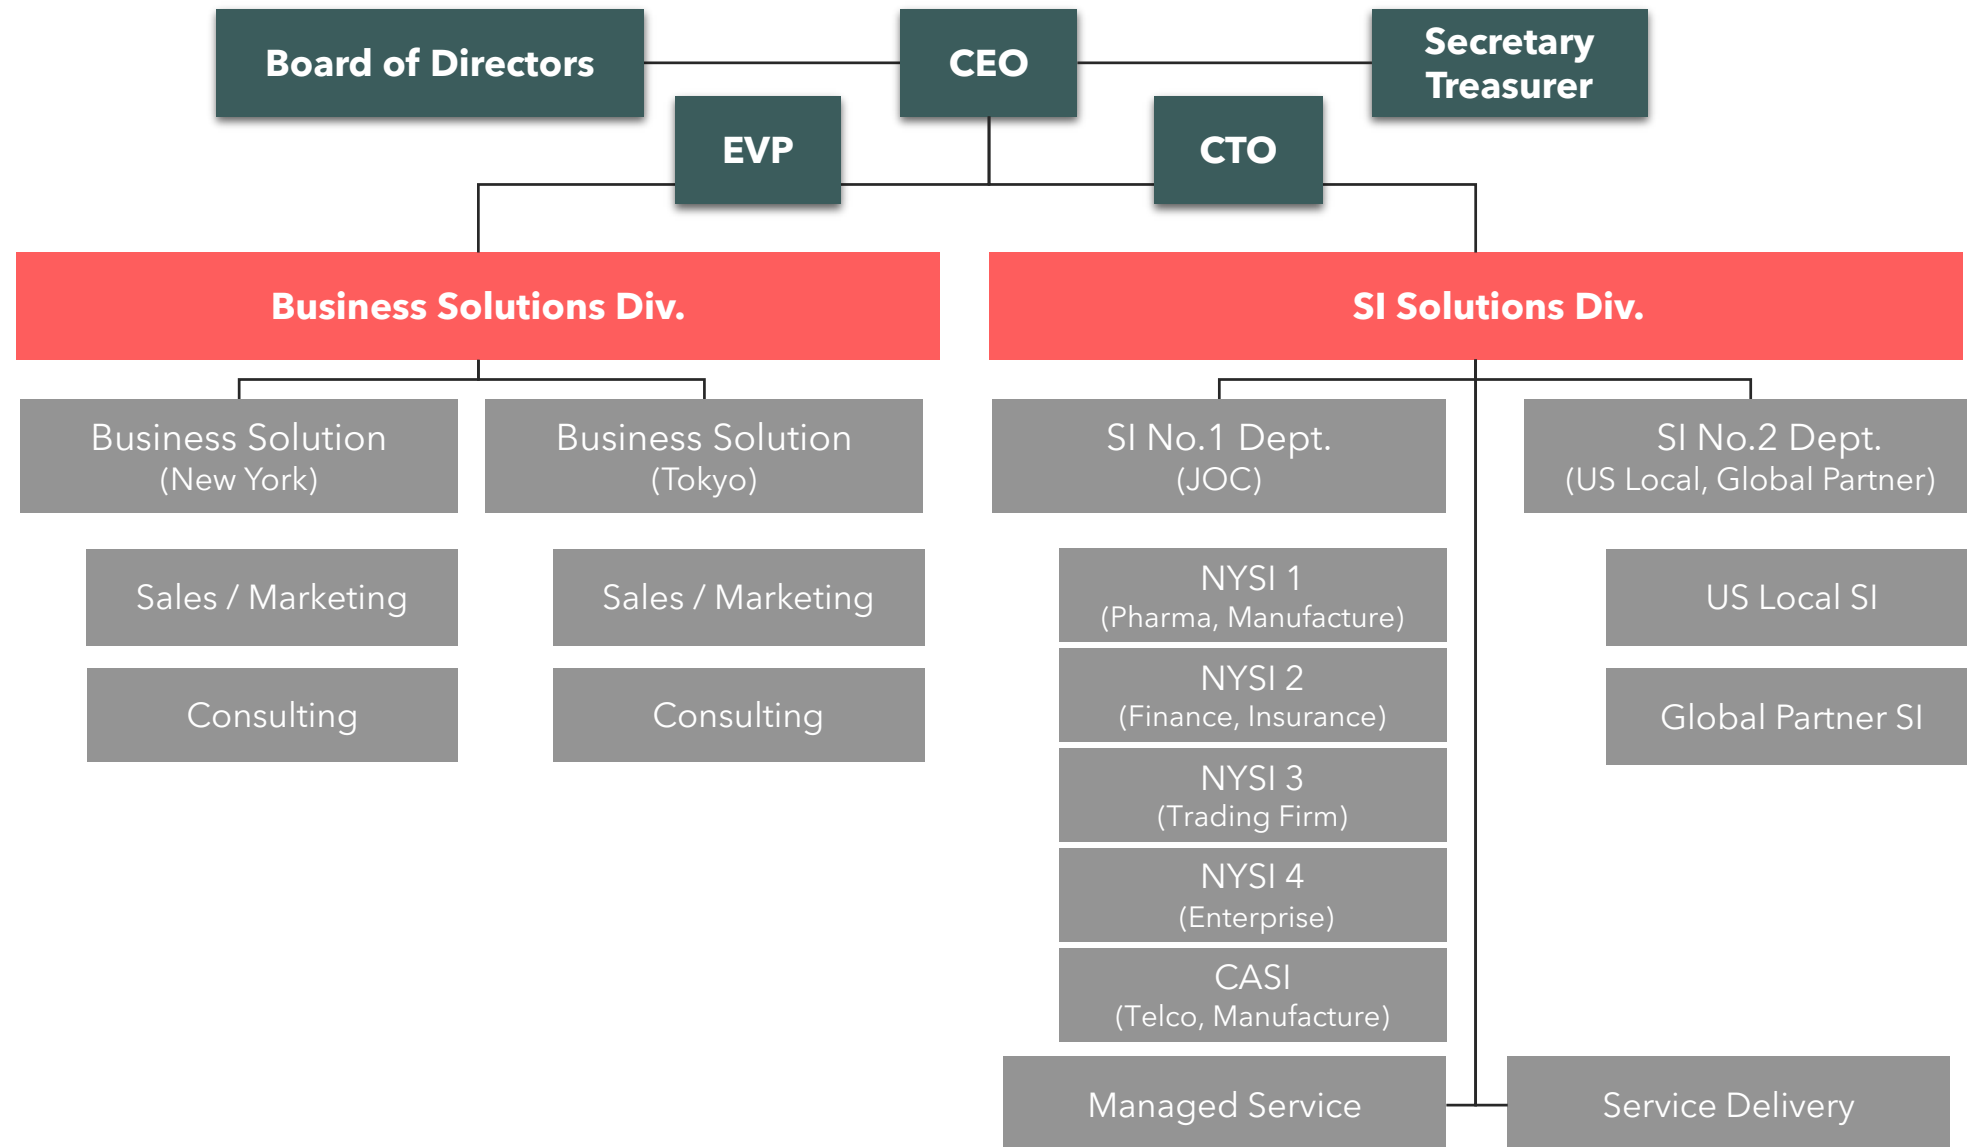 Board of Directors
CEO
Secretary
Treasurer
EVP
CTO
Business Solutions Div.
SI Solutions Div.
Business Solution
(New York)
Business Solution
(Tokyo)
SI No.1 Dept.
(JOC)
SI No.2 Dept.
(US Local, Global Partner)
Sales / Marketing
Consulting
Sales / Marketing
Consulting
NYSI 1
(Pharma, Manufacture)
NYSI 2
(Finance, Insurance)
NYSI 3
(Trading Firm)
NYSI 4
(Enterprise)
CASI
(Telco, Manufacture)
US Local SI
Global Partner SI
Managed Service
Service Delivery